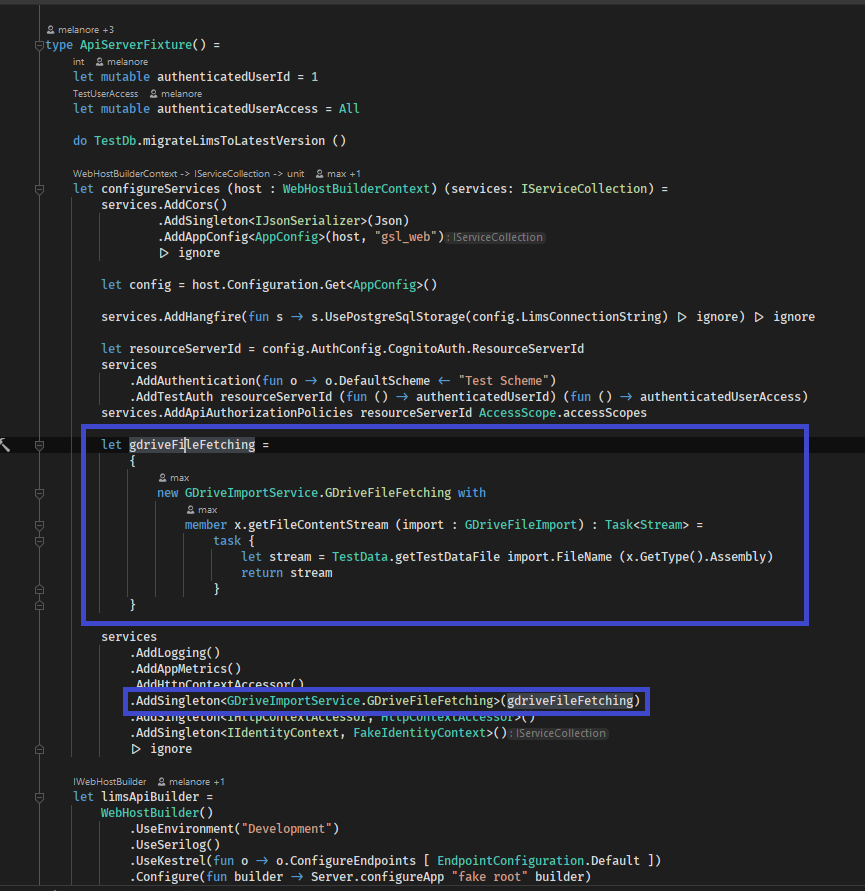 melanore +3
type ApiServerFixture() =
int melanore
let mutable authenticatedUserId = 1
TestUserAccess melanore
let mutable authenticatedUserAccess = All
do TestDb.migrateLimsToLatestVersion ()
WebHostBuilderContext -> IServiceCollection -> unit max +1
let configureServices (host : WebHostBuilderContext) (services: IServiceCollection) =
services.AddCors()
.AddSingleton<IJsonSerializer>(Json)
.AddAppConfig<AppConfig>(host, "gsl_web") : IServiceCollection
|> ignore
let config = host.Configuration.Get<AppConfig>()
services.AddHangfire(fun s -> s.UsePostgreSqlStorage(config.LimsConnectionString) |> ignore) |> ignore
let resourceServerId = config.AuthConfig.CognitoAuth.ResourceServerId
services
.AddAuthentication(fun o -> o.DefaultScheme <- "Test Scheme")
.AddTestAuth resourceServerId (fun () -> authenticatedUserId) (fun () -> authenticatedUserAccess)
services.AddApiAuthorizationPolicies resourceServerId AccessScope.accessScopes
let gdriveFileFetching =
{
max
new GDriveImportService.GDriveFileFetching with
max
member x.getFileContentStream (import : GDriveFileImport) : Task<Stream> =
task {
let stream = TestData.getTestDataFile import.FileName (x.GetType().Assembly)
return stream
}
}
services
.AddLogging()
.AddAppMetrics()
.AddHttpContextAccessor()
.AddSingleton<GDriveImportService.GDriveFileFetching>(gdriveFileFetching)
.AddSingleton<IHttpContextAccessor, HttpContextAccessor>()
.AddSingleton<IIdentityContext, FakeIdentityContext>() : IServiceCollection
|> ignore
IWebHostBuilder melanore +1
let limsApiBuilder =
WebHostBuilder()
.UseEnvironment("Development")
.UseSerilog()
.UseKestrel(fun o -> o.ConfigureEndpoints [ EndpointConfiguration.Default ])
.Configure(fun builder -> Server.configureApp "fake root" builder)